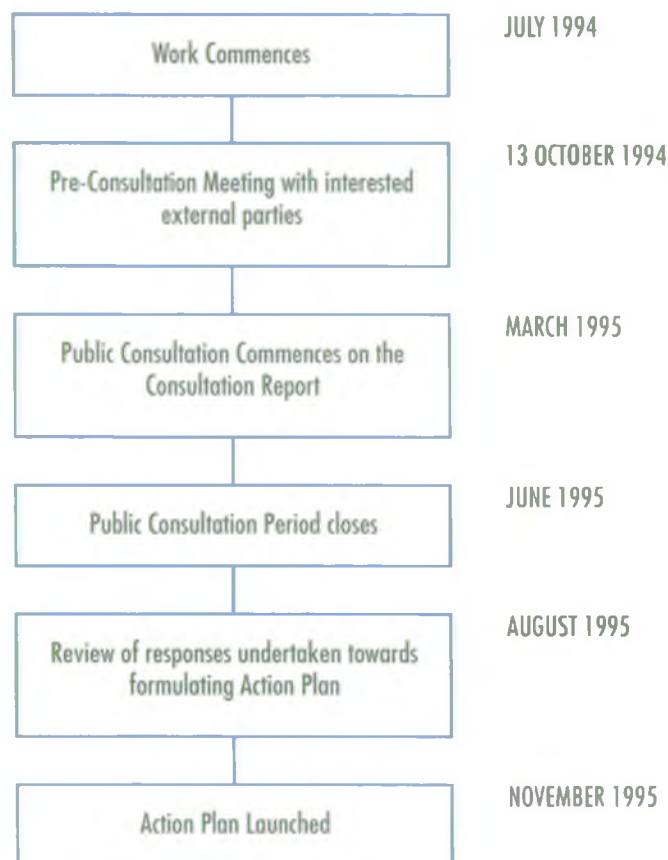 JULY 1994
Work Commences
13 OCTOBER 1994
Pre-Consultation Meeting with interested
external parties
MARCH 1995
Public Consultation Commences on the
Consultation Report
JUNE 1995
Public Consultation Period closes
AUGUST 1995
Review of responses undertaken towards
formulating Action Plan
NOVEMBER 1995
Action Plan Launched